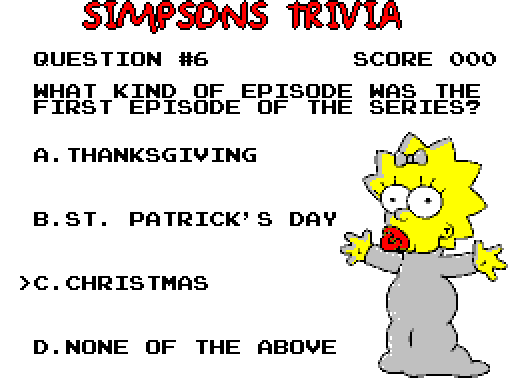 SIMPSONS TRIVIA
QUESTION #6 SCORE 000
WHAT KIND OF EPISODE WAS THE
FIRST EPISODE OF THE SERIES?
A.THANKSGIVING
B.ST. PATRICK'S DAY
>C.CHRISTMAS
D.NONE OF THE ABOVE